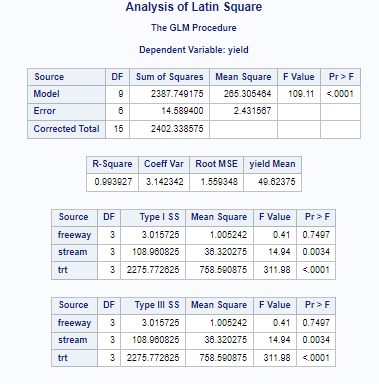 Analysis of Latin Square
The GLM Procedure
Dependent Variable: yield
Source DF Sum of Squares Mean Square F Value Pr > F
Model 9 2387.749175 265.305464 109.11 <.0001
Error 6 14.589400 2.431567
Corrected Total 15 2402.338575
R-Square Coeff Var Root MSE yield Mean
0.993927 3.142342 1.559348 49.62375
Source DF Type I SS Mean Square F Value Pr > F
freeway 3 3.015725 1.005242 0.41 0.7497
stream 3 108.960825 36.320275 14.94 0.0034
trt 3 2275.772625 758.590875 311.98 <.0001
Source DF Type III SS Mean Square F Value Pr > F
freeway 3 3.015725 1.005242 0.41 0.7497
stream 3 108.960825 36.320275 14.94 0.0034
trt 3 2275.772625 758.590875 311.98 <.0001